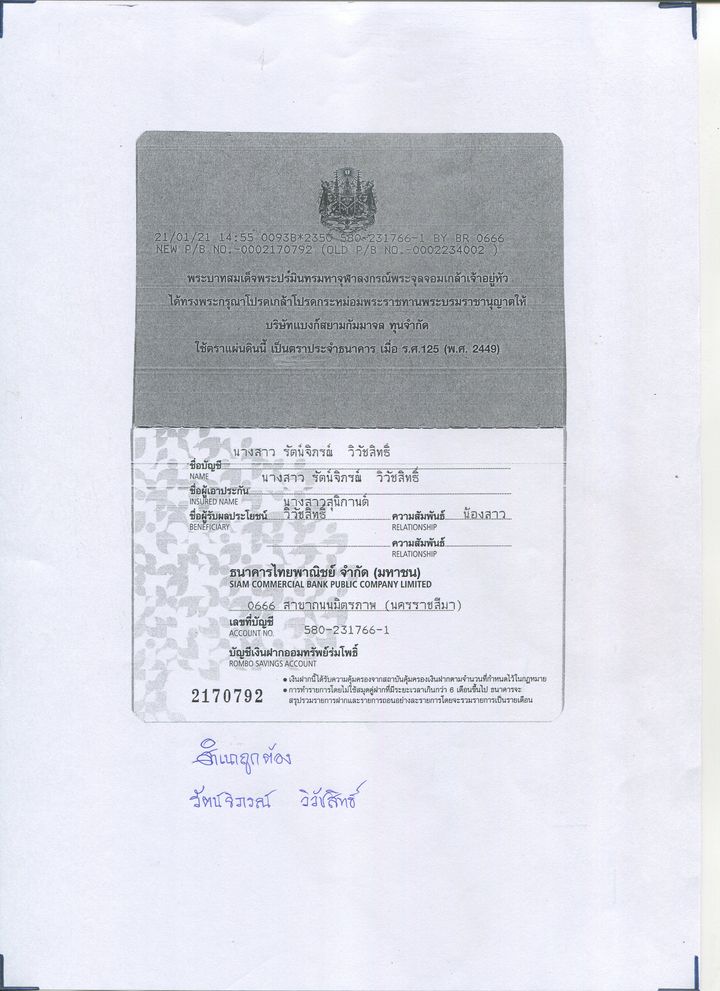 21/01/21 14:55 0093B*2350 580-231766-1 BY BR 0666
NEW P/B NO.-0002170792 (OLD P/B NO.-0002234002 )
พระบาทสมเด็จพระปรมินทรมหาจุฬาลงกรณ์พระจุลจอมเกล้าเจ้าอยู่หัว
ได้ทรงพระกรุณาโปรดเกล้าโปรดกระหม่อมพระราชทานพระบรมราชานุญาตให้
บริษัทแบงก์สยามกัมมาจล ทุนจำกัด
ใช้ตราแผ่นดินนี้ เป็นตราประจำธนาคาร เมื่อ ร.ศ.125 (พ.ศ. 2449)
นางสาว รัตน์จิภรณ์ วิวัชสิทธิ์
ชื่อบัญชี
NAME
นางสาว รัตน์จิภรณ์ วิวัชสิทธิ์
ชื่อผู้เอาประกัน
INSURED NAME
นางสาวสุนิกานต์
ชื่อผู้รับผลประโยชน์ วิวัชสิทธิ์ ความสัมพันธ์ น้องสาว
BENEFICIARY RELATIONSHIP
ความสัมพันธ์
RELATIONSHIP
ธนาคารไทยพาณิชย์ จำกัด (มหาชน)
SIAM COMMERCIAL BANK PUBLIC COMPANY LIMITED
0666 สาขาถนนมิตรภาพ (นครราชสีมา)
เลขที่บัญชี
ACCOUNT NO. 580-231766-1
บัญชีเงินฝากออมทรัพย์ร่มโพธิ์
ROMBO SAVINGS ACCOUNT
● เงินฝากนี้ได้รับความคุ้มครองจากสถาบันคุ้มครองเงินฝากตามจำนวนที่กำหนดไว้ในกฎหมาย
2170792 ● การทำรายการโดยไม่ใช้สมุดคู่ฝากที่มีระยะเวลาเกินกว่า 6 เดือนขึ้นไป ธนาคารจะ
สรุปรวมรายการฝากและรายการถอนอย่างละรายการโดยจะรวมรายการเป็นรายเดือน
สำเนาถูกต้อง
รัตน์จิภรณ์ วิวัชสิทธิ์